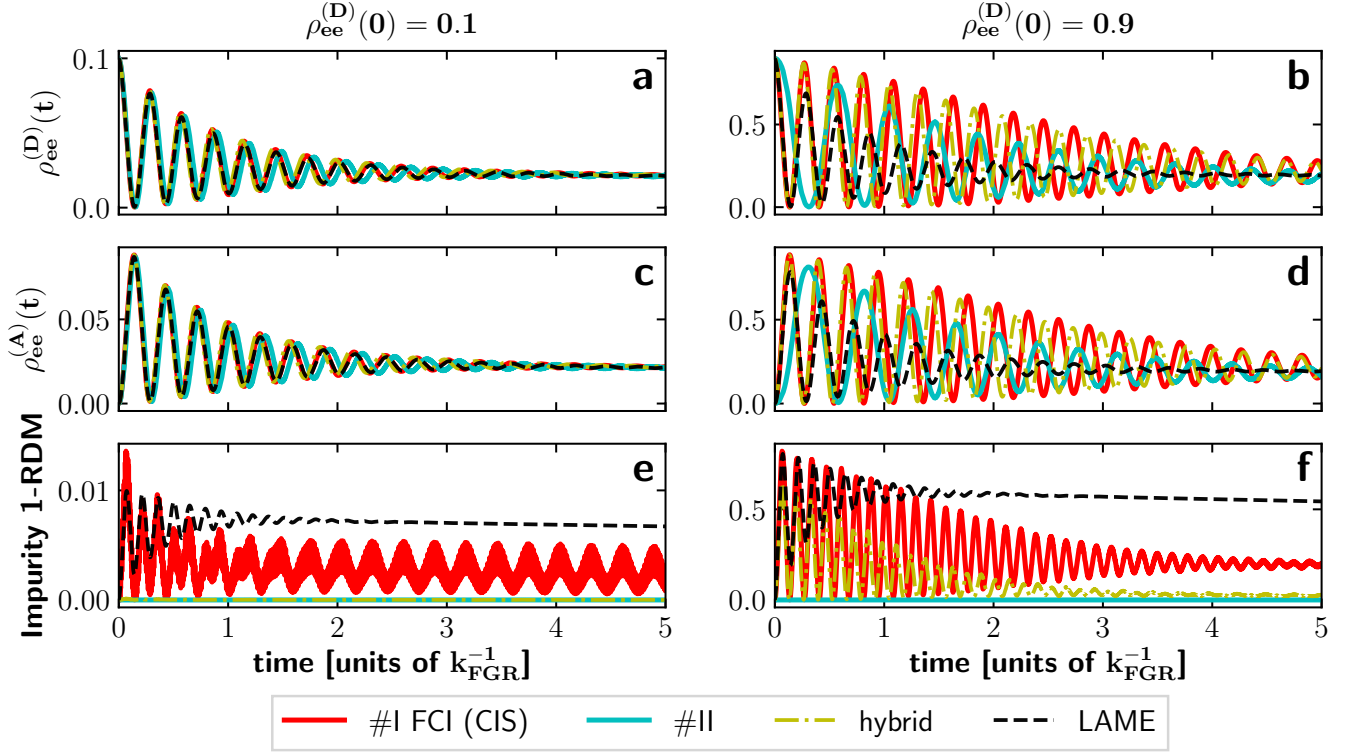 ρ_ee^(D)(0) = 0.1
ρ_ee^(D)(0) = 0.9
0.1
0.0
ρ_ee^(D)(t)
a
0.5
0.0
b
0.05
0.00
ρ_ee^(A)(t)
c
0.5
0.0
d
0.01
0.00
Impurity 1-RDM
e
0.5
0.0
f
0 1 2 3 4 5
0 1 2 3 4 5
time [units of k_FGR^-1]
time [units of k_FGR^-1]
#I FCI (CIS) #II hybrid LAME